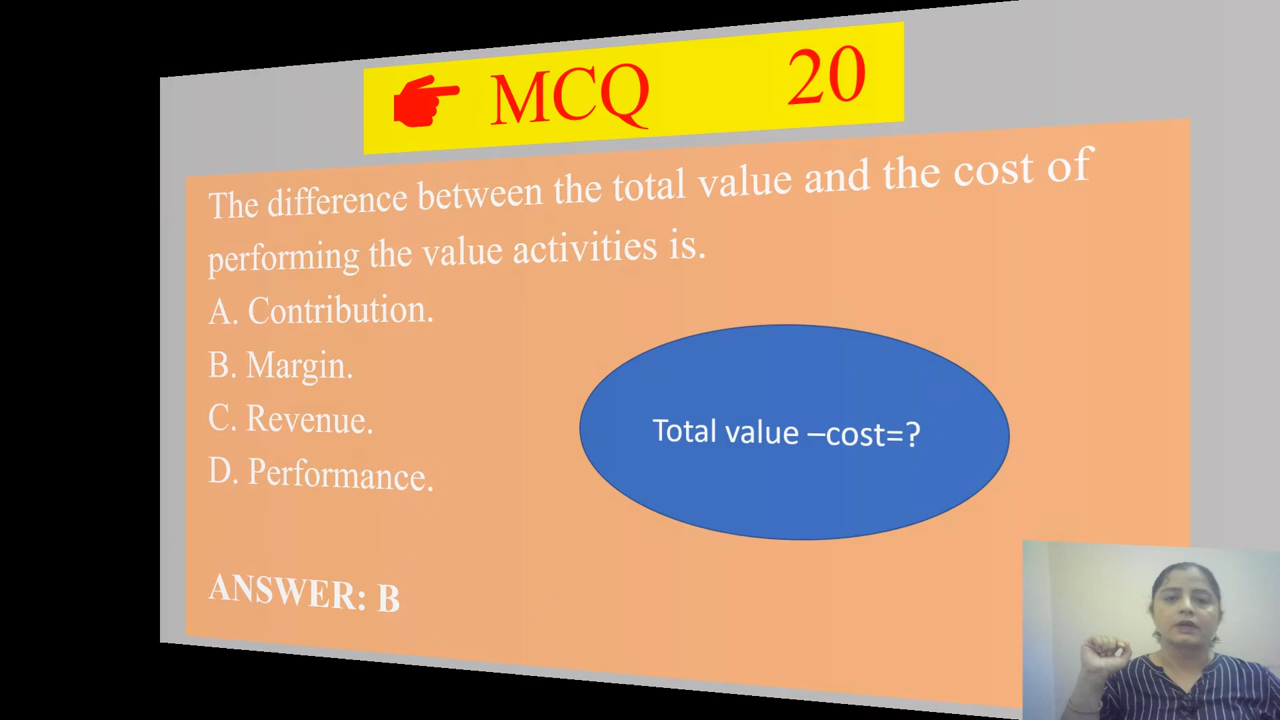 MCQ 20
The difference between the total value and the cost of
performing the value activities is.
A. Contribution.
B. Margin.
C. Revenue.
D. Performance.
Total value –cost=?
ANSWER: B